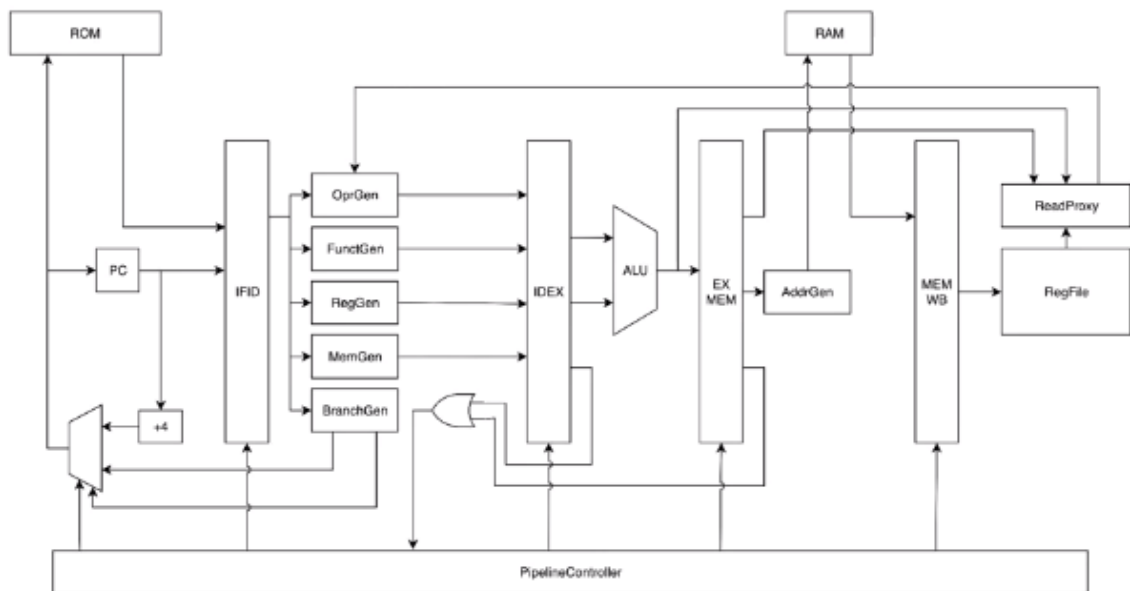 ROM
RAM
OprGen
FunctGen
RegGen
MemGen
BranchGen
PC
+4
IFID
IDEX
ALU
EX
MEM
AddrGen
MEM
WB
ReadProxy
RegFile
PipelineController